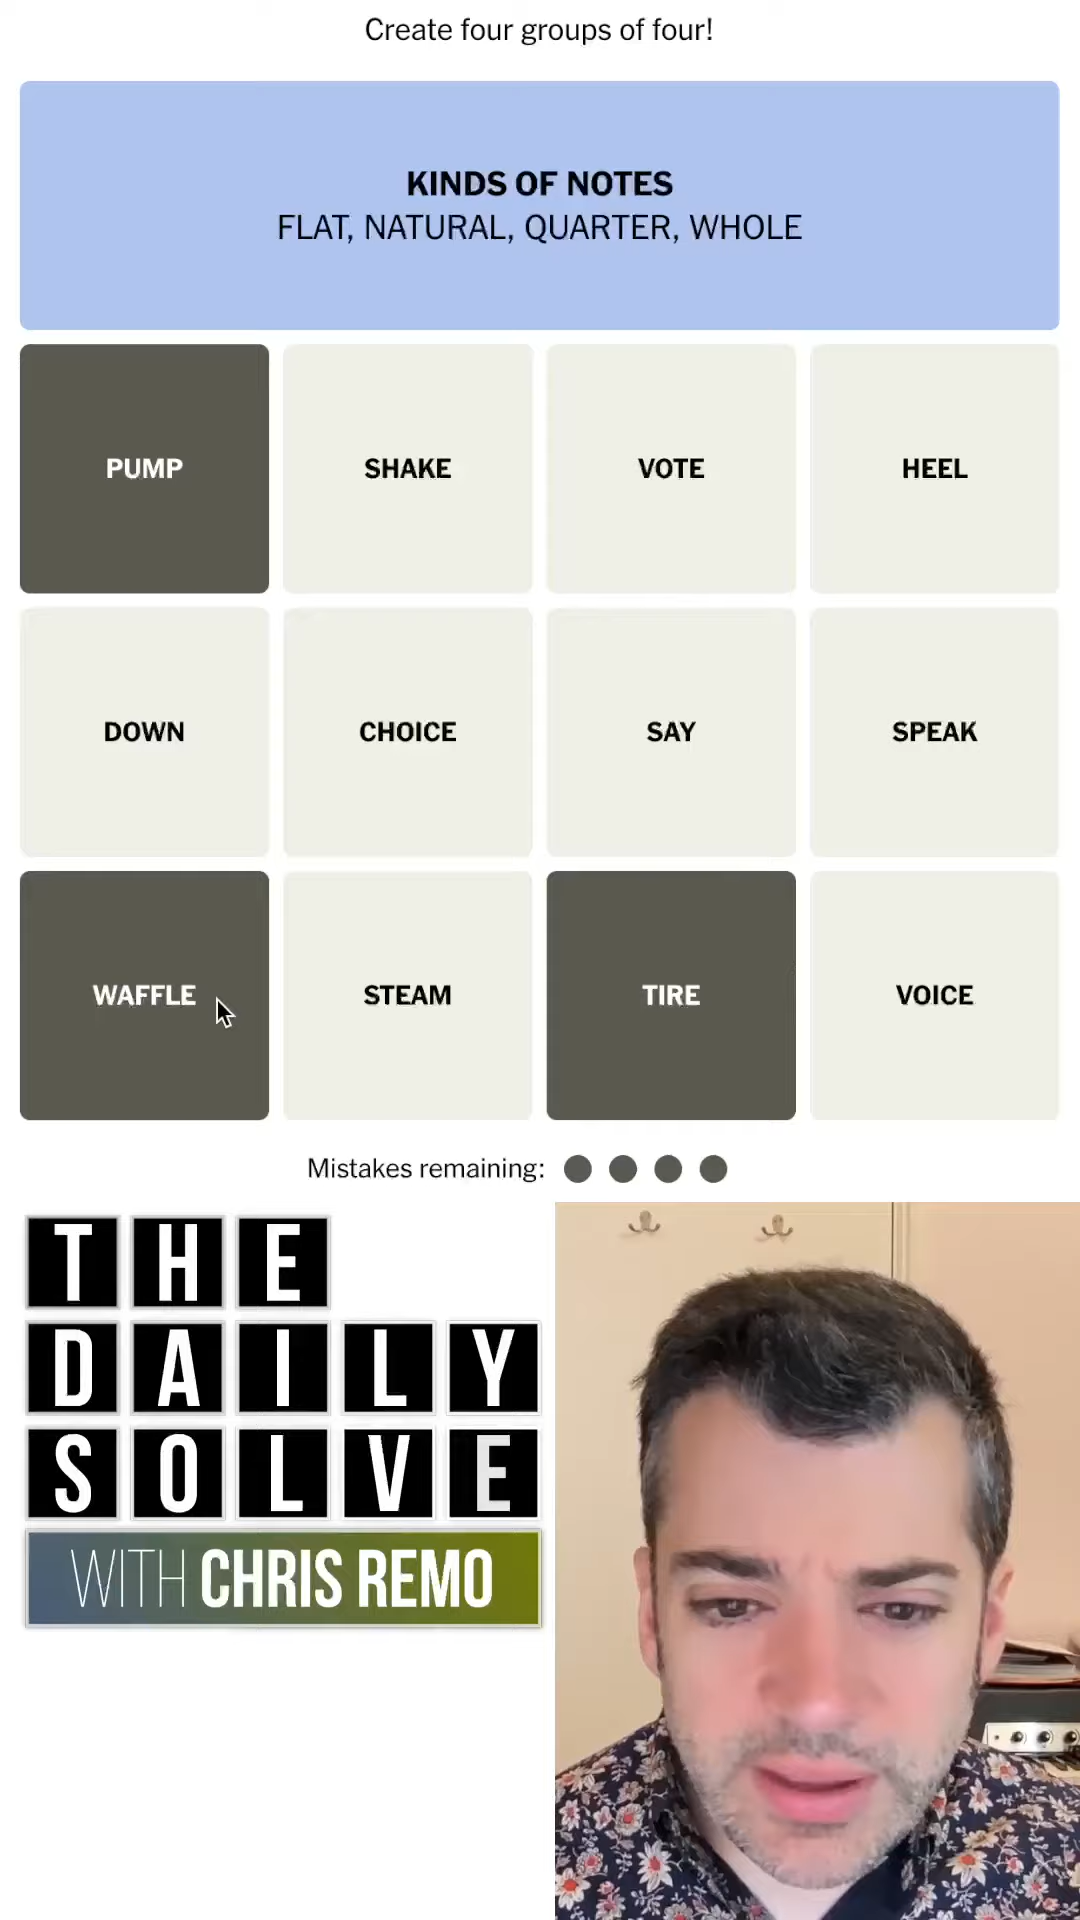 Create four groups of four!
KINDS OF NOTES
FLAT, NATURAL, QUARTER, WHOLE
PUMP SHAKE VOTE HEEL
DOWN CHOICE SAY SPEAK
WAFFLE STEAM TIRE VOICE
Mistakes remaining:
THE
DAILY
SOLVE
WITH CHRIS REMO